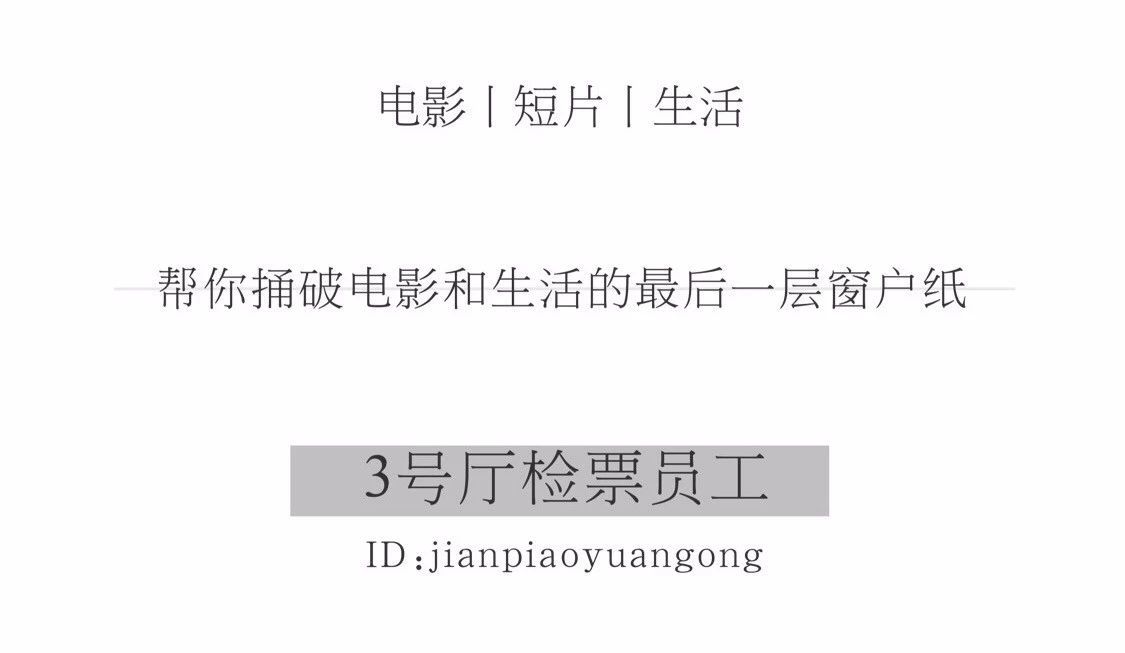 电影丨短片丨生活
帮你捅破电影和生活的最后一层窗户纸
3号厅检票员工
ID:jianpiaoyuangong